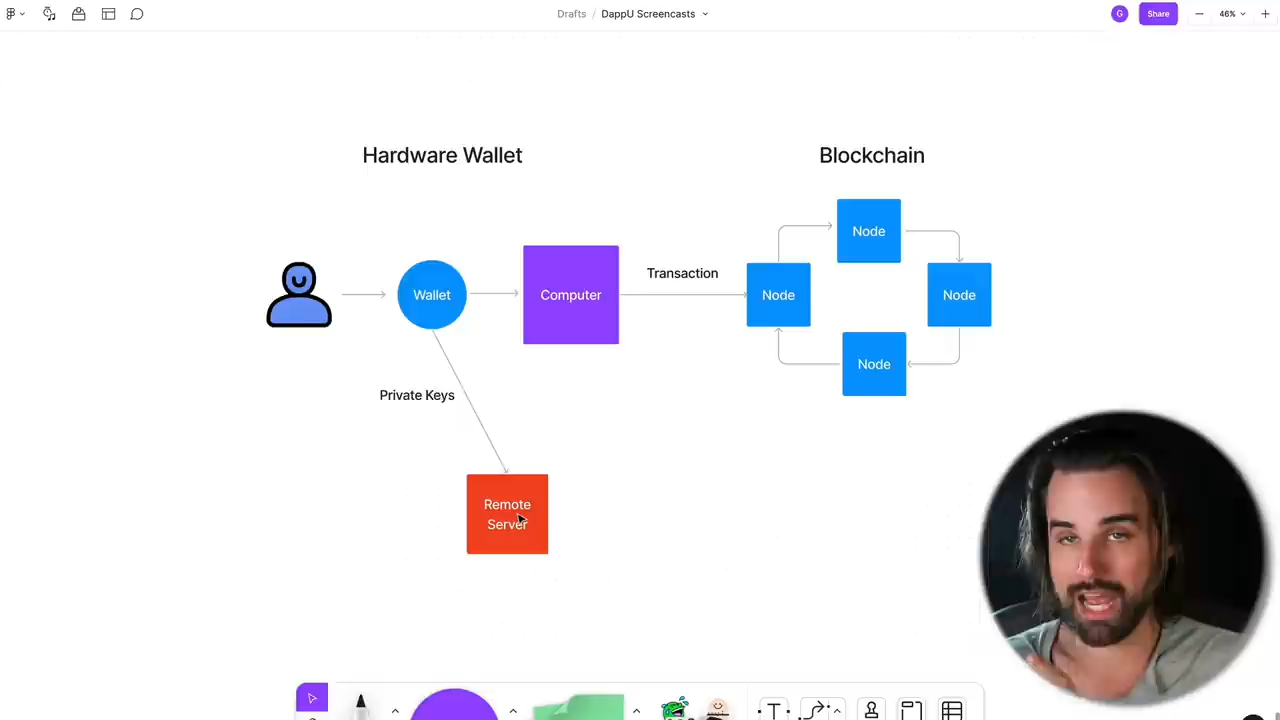 Drafts / DappU Screencasts
G
Share
46%
Hardware Wallet
Blockchain
Node
Wallet
Computer
Transaction
Node
Node
Node
Private Keys
Remote
Server
T